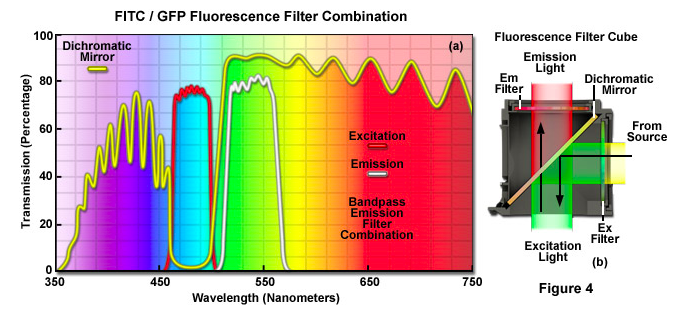 FITC / GFP Fluorescence Filter Combination
Dichromatic
Mirror
(a)
Transmission (Percentage)
100
80
60
40
20
0
Excitation
Emission
Bandpass
Emission
Filter
Combination
350
450
550
650
750
Wavelength (Nanometers)
Fluorescence Filter Cube
Emission
Light
Em
Filter
Dichromatic
Mirror
From
Source
Excitation
Light
Ex
Filter
(b)
Figure 4